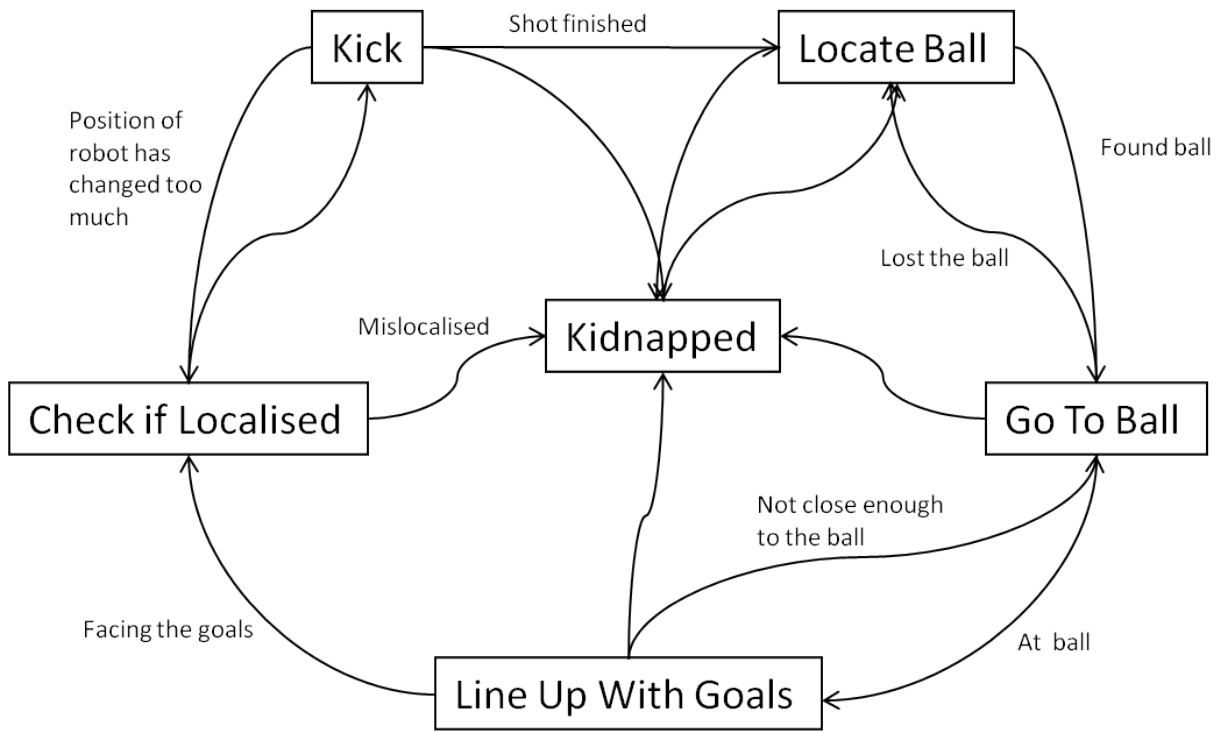 Shot finished
Kick
Locate Ball
Position of
robot has
changed too
much
Found ball
Lost the ball
Mislocalised
Kidnapped
Check if Localised
Go To Ball
Not close enough
to the ball
Facing the goals
At ball
Line Up With Goals